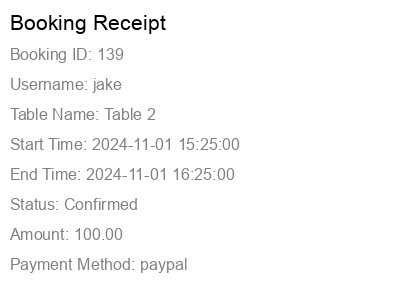 Booking Receipt
Booking ID: 139
Username: jake
Table Name: Table 2
Start Time: 2024-11-01 15:25:00
End Time: 2024-11-01 16:25:00
Status: Confirmed
Amount: 100.00
Payment Method: paypal